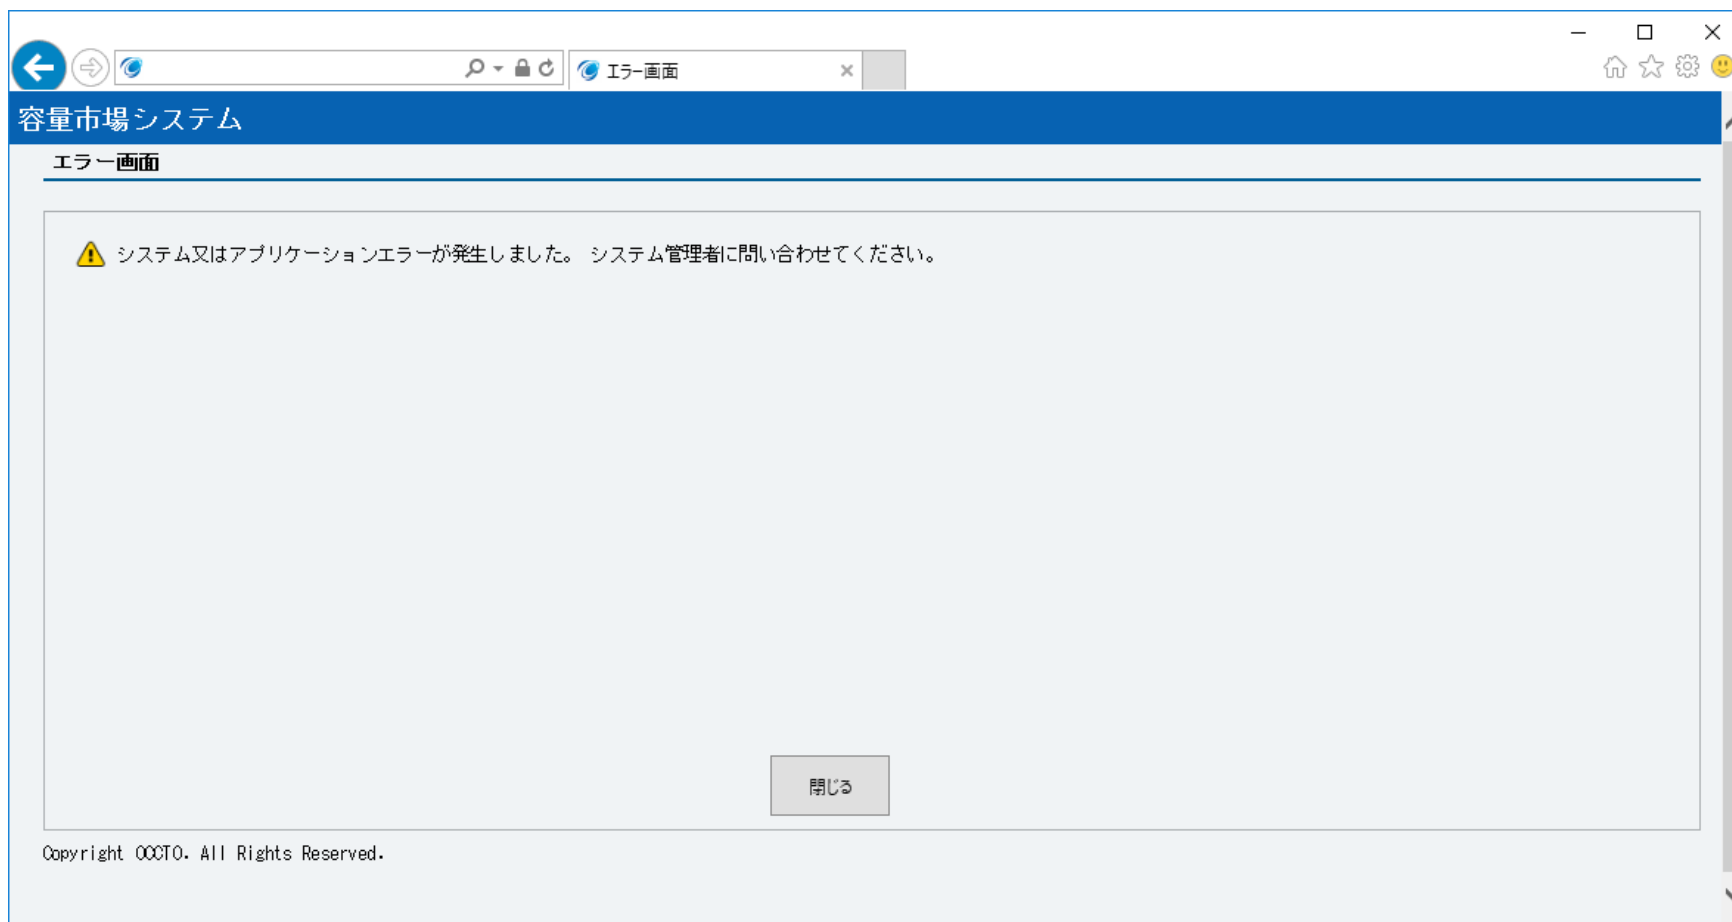 エラー画面
容量市場システム
エラー画面
システム又はアプリケーションエラーが発生しました。 システム管理者に問い合わせてください。
閉じる
Copyright OCCTO. All Rights Reserved.